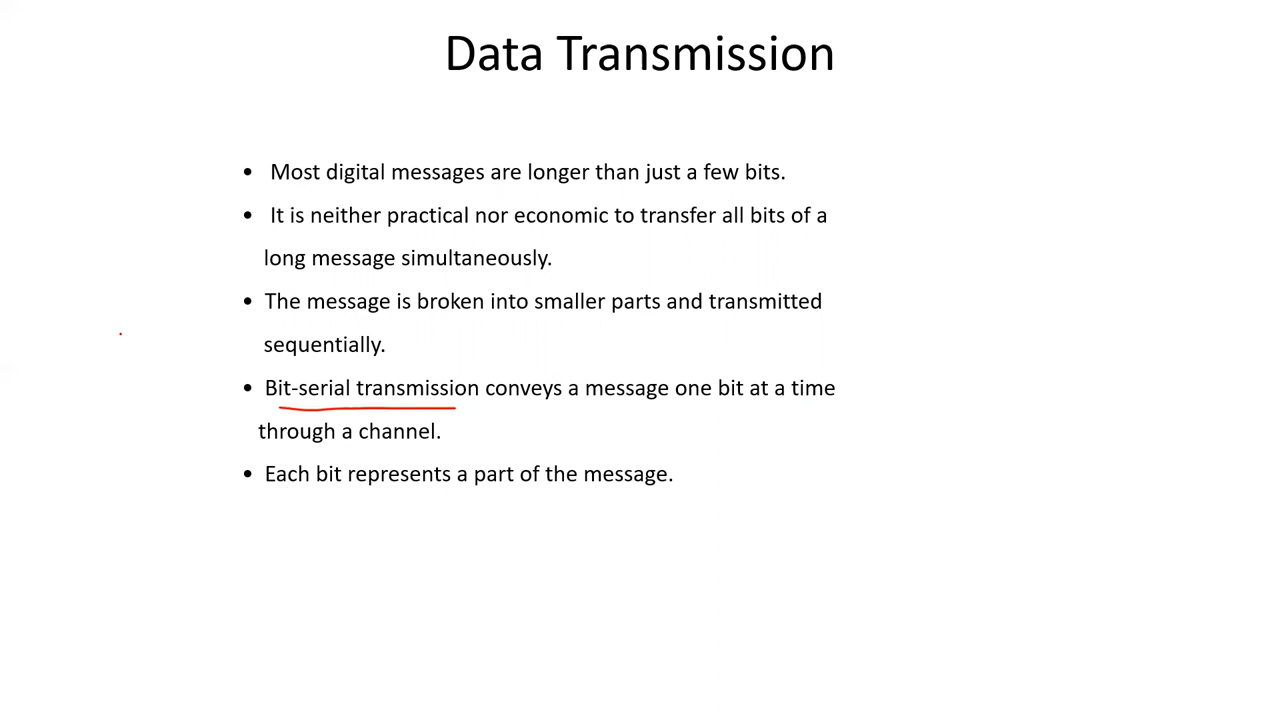 Data Transmission
• Most digital messages are longer than just a few bits.
• It is neither practical nor economic to transfer all bits of a
long message simultaneously.
• The message is broken into smaller parts and transmitted
sequentially.
• Bit-serial transmission conveys a message one bit at a time
through a channel.
• Each bit represents a part of the message.